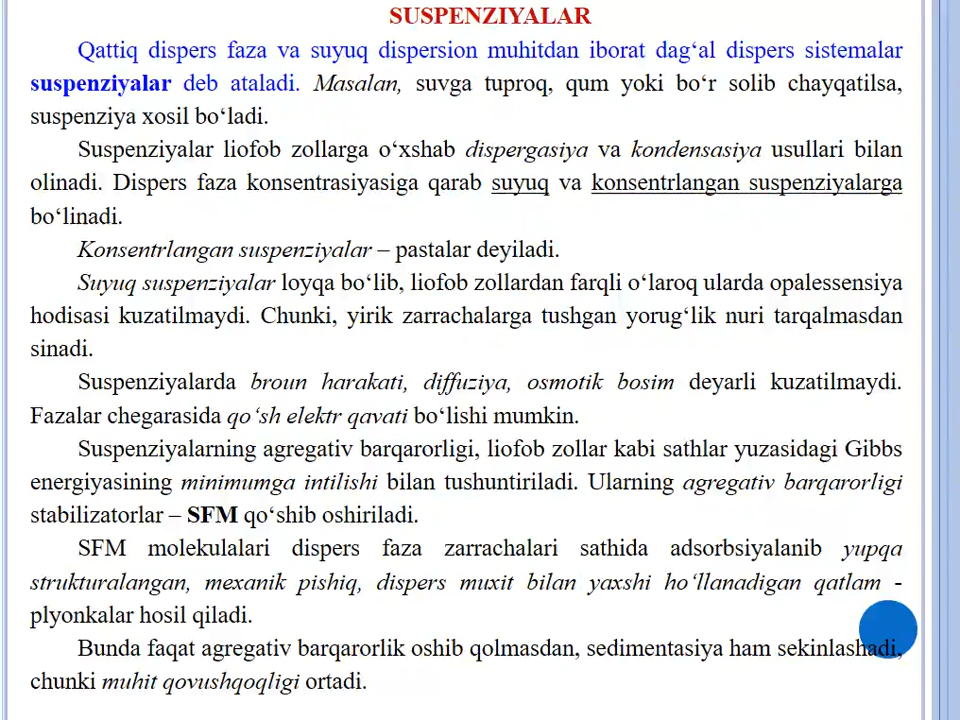 SUSPENZIYALAR
Qattiq dispers faza va suyuq dispersion muhitdan iborat dag‘al dispers sistemalar
suspenziyalar deb ataladi. Masalan, suvga tuproq, qum yoki bo‘r solib chayqatilsa,
suspenziya xosil bo‘ladi.
Suspenziyalar liofob zollarga o‘xshab dispergasiya va kondensasiya usullari bilan
olinadi. Dispers faza konsentrasiyasiga qarab suyuq va konsentrlangan suspenziyalarga
bo‘linadi.
Konsentrlangan suspenziyalar – pastalar deyiladi.
Suyuq suspenziyalar loyqa bo‘lib, liofob zollardan farqli o‘laroq ularda opalessensiya
hodisasi kuzatilmaydi. Chunki, yirik zarrachalarga tushgan yorug‘lik nuri tarqalmasdan
sinadi.
Suspenziyalarda broun harakati, diffuziya, osmotik bosim deyarli kuzatilmaydi.
Fazalar chegarasida qo‘sh elektr qavati bo‘lishi mumkin.
Suspenziyalarning agregativ barqarorligi, liofob zollar kabi sathlar yuzasidagi Gibbs
energiyasining minimumga intilishi bilan tushuntiriladi. Ularning agregativ barqarorligi
stabilizatorlar – SFM qo‘shib oshiriladi.
SFM molekulalari dispers faza zarrachalari sathida adsorbsiyalanib yupqa
strukturalangan, mexanik pishiq, dispers muxit bilan yaxshi ho‘llanadigan qatlam -
plyonkalar hosil qiladi.
Bunda faqat agregativ barqarorlik oshib qolmasdan, sedimentasiya ham sekinlashadi,
chunki muhit qovushqoqligi ortadi.